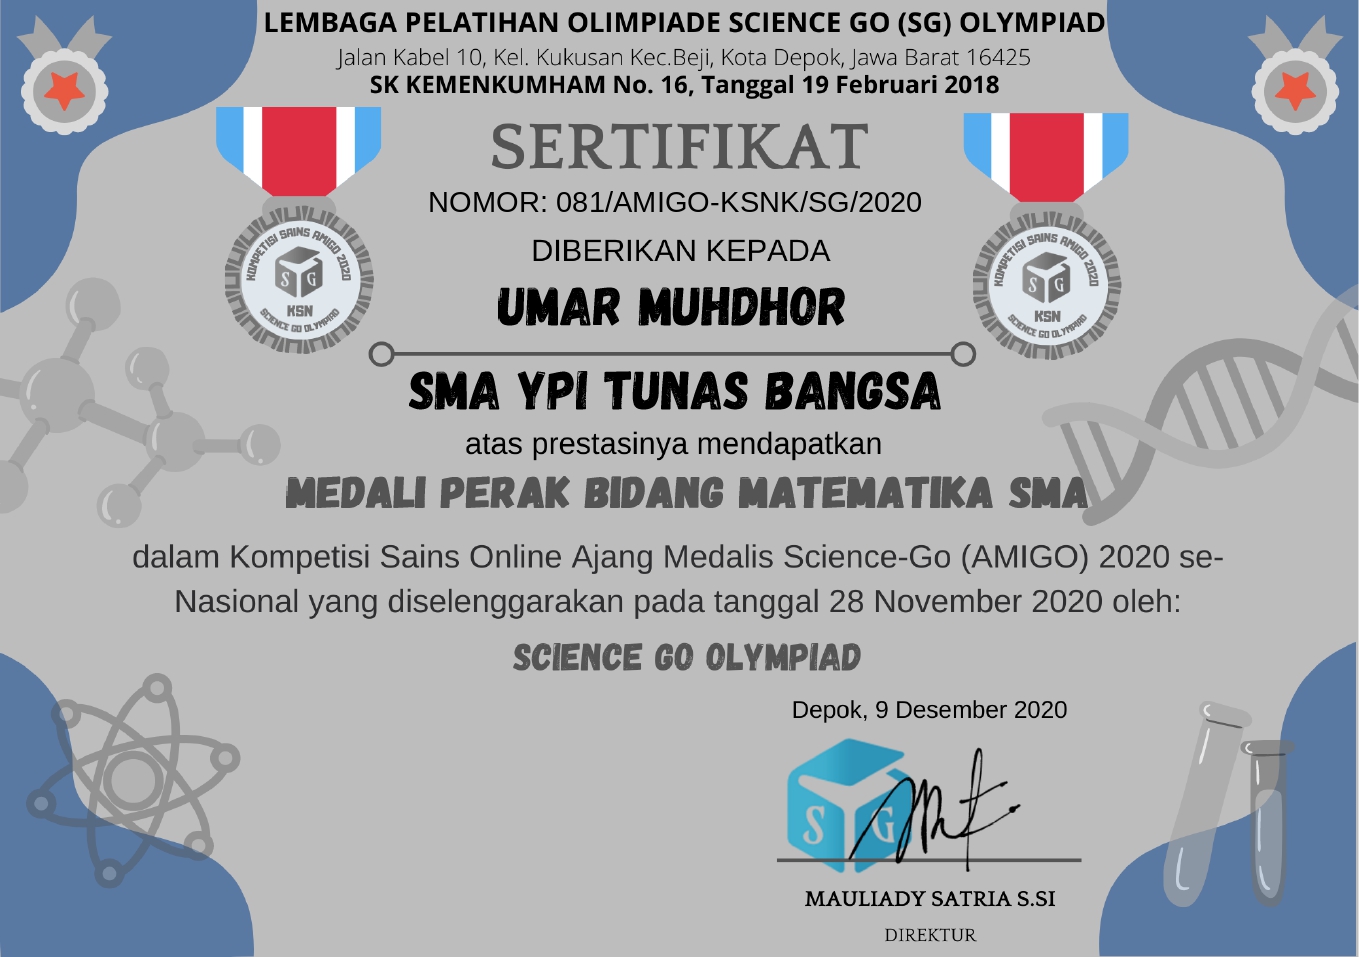 LEMBAGA PELATIHAN OLIMPIADE SCIENCE GO (SG) OLYMPIAD
Jalan Kabel 10, Kel. Kukusan Kec.Beji, Kota Depok, Jawa Barat 16425
SK KEMENKUMHAM No. 16, Tanggal 19 Februari 2018
SERTIFIKAT
NOMOR: 081/AMIGO-KSNK/SG/2020
DIBERIKAN KEPADA
KOMPETISI SAINS AMIGO 2020
S G
KSN
SCIENCE GO OLYMPIAD
KOMPETISI SAINS AMIGO 2020
S G
KSN
SCIENCE GO OLYMPIAD
UMAR MUHDHOR
SMA YPI TUNAS BANGSA
atas prestasinya mendapatkan
MEDALI PERAK BIDANG MATEMATIKA SMA
dalam Kompetisi Sains Online Ajang Medalis Science-Go (AMIGO) 2020 se-
Nasional yang diselenggarakan pada tanggal 28 November 2020 oleh:
SCIENCE GO OLYMPIAD
Depok, 9 Desember 2020
S G
MAULIADY SATRIA S.SI
DIREKTUR